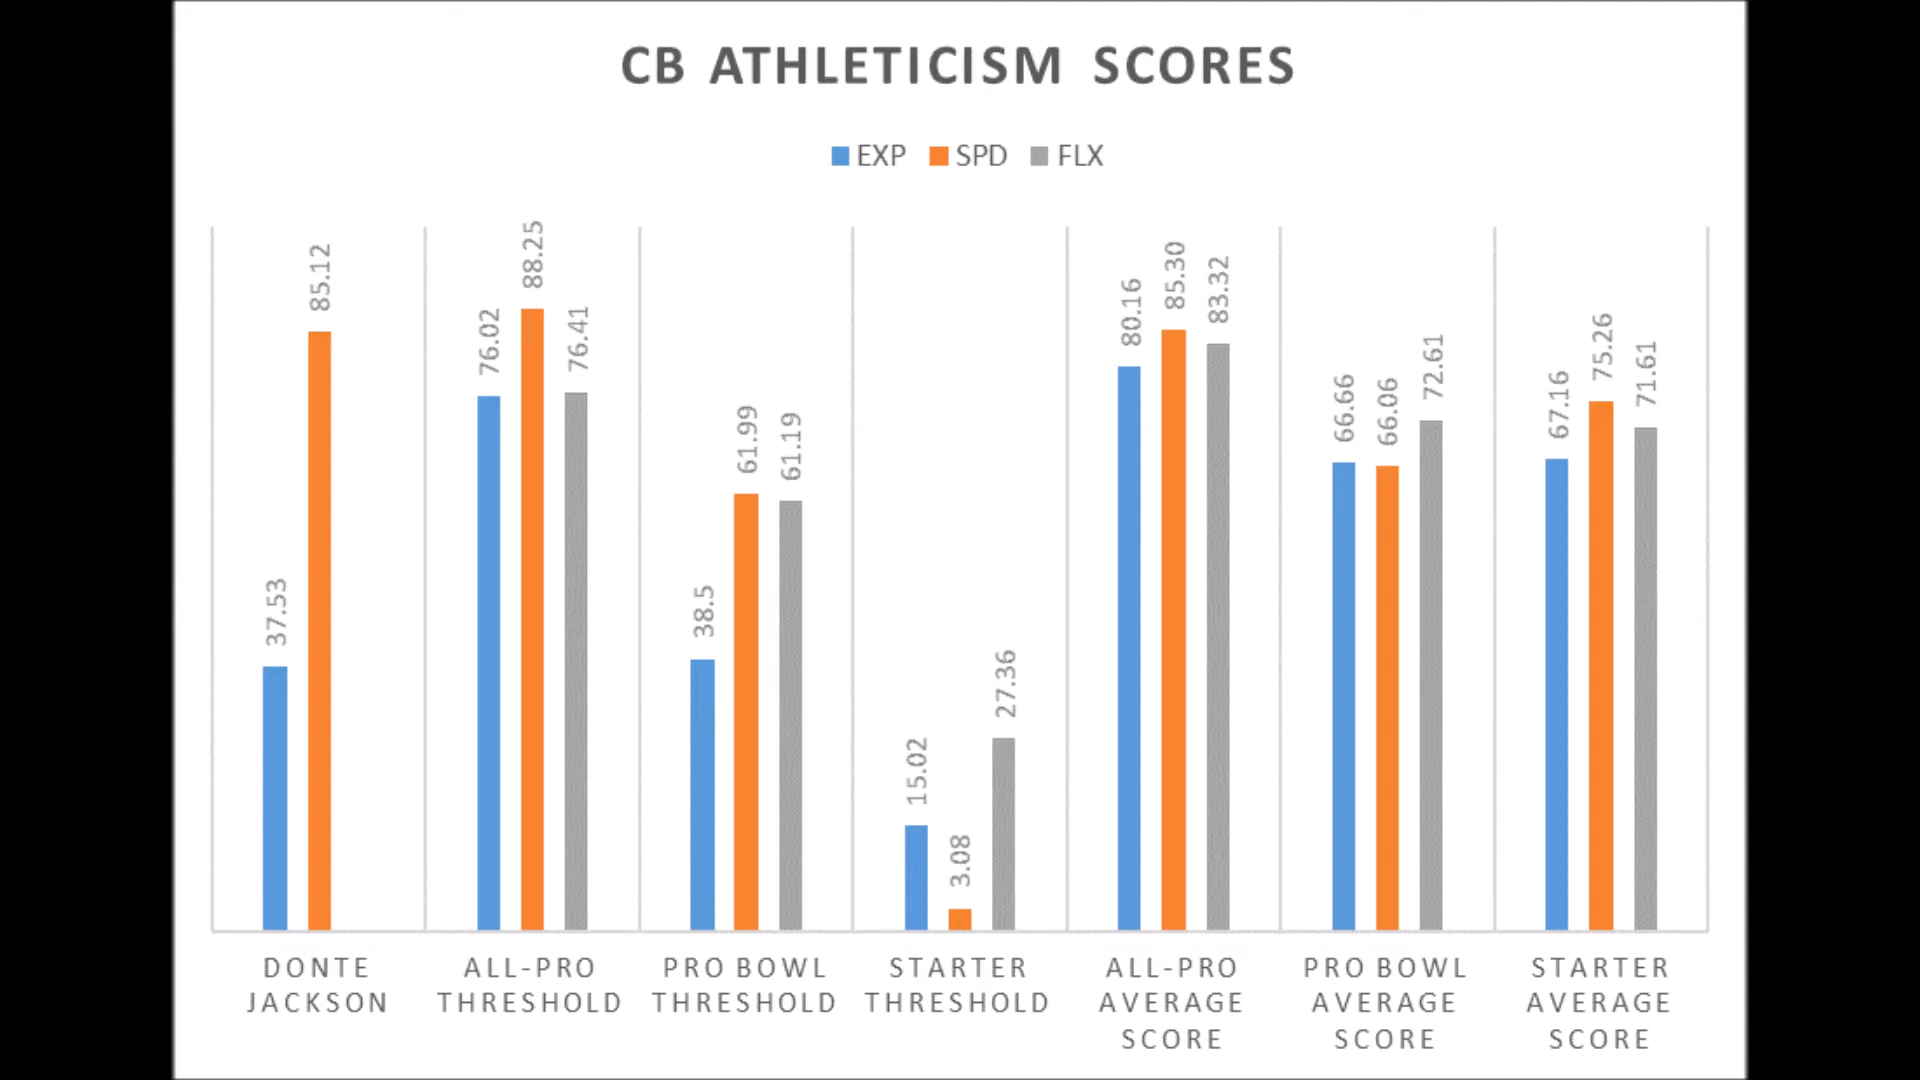 CB ATHLETICISM SCORES
EXP SPD FLX
37.53
85.12
76.02
88.25
76.41
38.5
61.99
61.19
15.02
3.08
27.36
80.16
85.30
83.32
66.66
66.06
72.61
67.16
75.26
71.61
DONTE
JACKSON
ALL-PRO
THRESHOLD
PRO BOWL
THRESHOLD
STARTER
THRESHOLD
ALL-PRO
AVERAGE
SCORE
PRO BOWL
AVERAGE
SCORE
STARTER
AVERAGE
SCORE